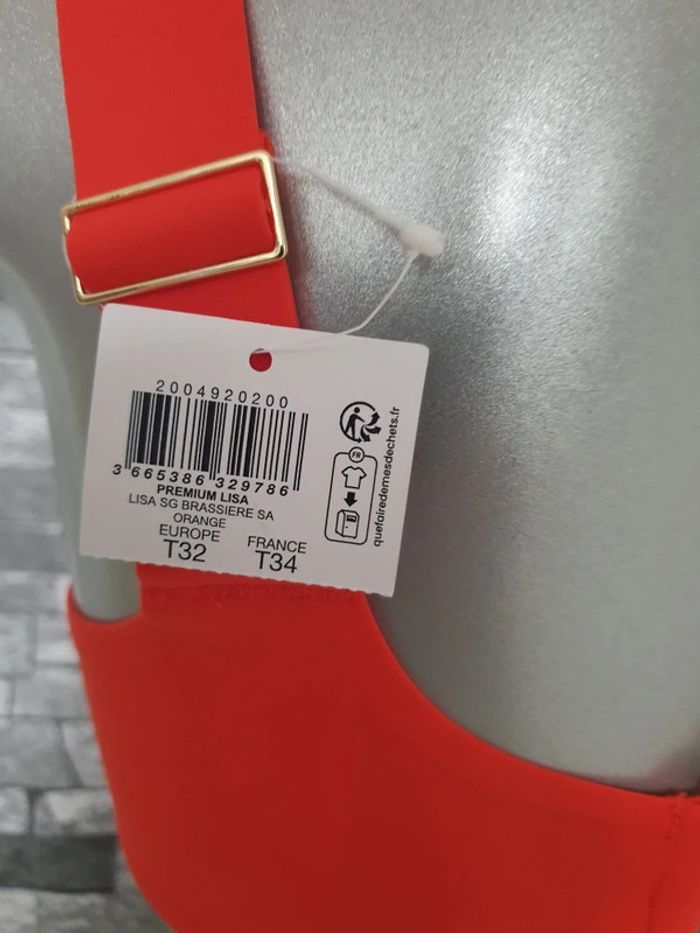 2004920200
3 665386 329786
PREMIUM LISA
LISA SG BRASSIERE SA
ORANGE
EUROPE FRANCE
T32 T34
FR
quefairedemesdechets.fr